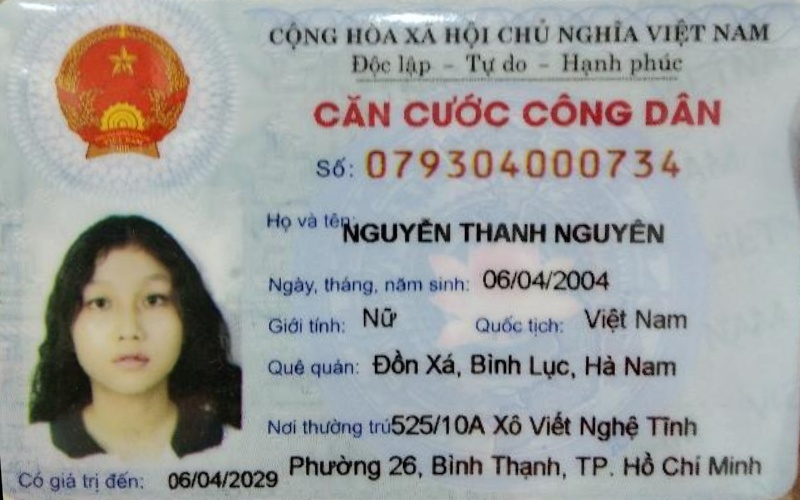 CỘNG HÒA XÃ HỘI CHỦ NGHĨA VIỆT NAM
Độc lập - Tự do - Hạnh phúc
CĂN CƯỚC CÔNG DÂN
Số: 079304000734
Họ và tên: NGUYỄN THANH NGUYÊN
Ngày, tháng, năm sinh: 06/04/2004
Giới tính: Nữ Quốc tịch: Việt Nam
Quê quán: Đồn Xá, Bình Lục, Hà Nam
Nơi thường trú 525/10A Xô Viết Nghệ Tĩnh
Phường 26, Bình Thạnh, TP. Hồ Chí Minh
Có giá trị đến: 06/04/2029